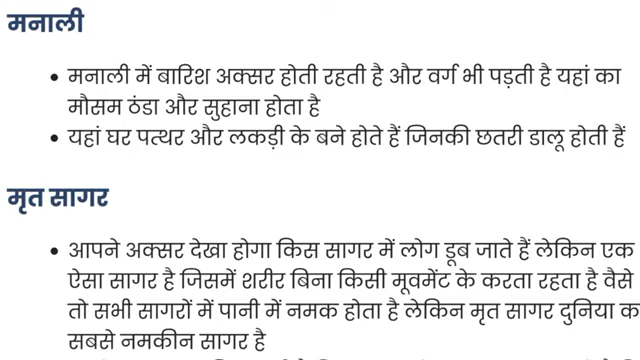 मनाली
• मनाली में बारिश अक्सर होती रहती है और वर्ग भी पड़ती है यहां का
मौसम ठंडा और सुहाना होता है
• यहां घर पत्थर और लकड़ी के बने होते हैं जिनकी छतरी डालू होती हैं
मृत सागर
• आपने अक्सर देखा होगा किस सागर में लोग डूब जाते हैं लेकिन एक
ऐसा सागर है जिसमें शरीर बिना किसी मूवमेंट के करता रहता है वैसे
तो सभी सागरों में पानी में नमक होता है लेकिन मृत सागर दुनिया का
सबसे नमकीन सागर है